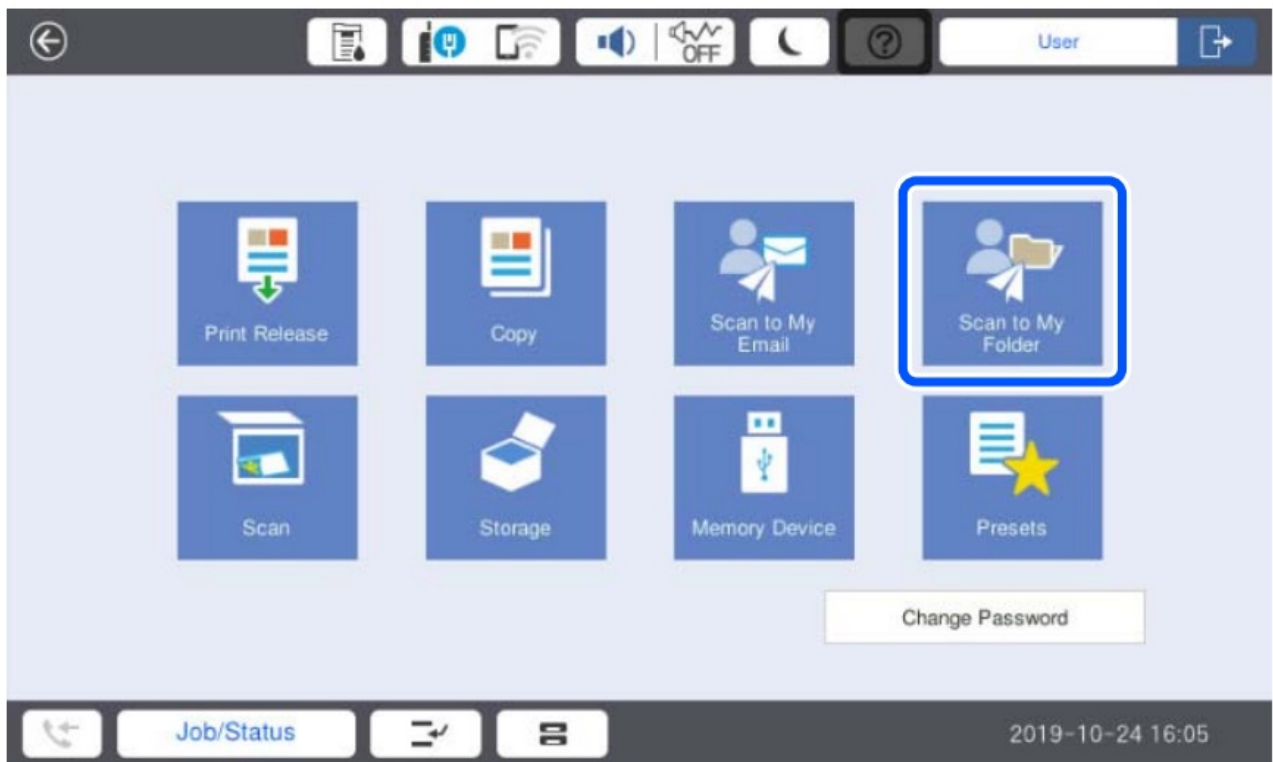 OFF
User
Print Release
Copy
Scan to My
Email
Scan to My
Folder
Scan
Storage
Memory Device
Presets
Change Password
Job/Status
2019-10-24 16:05